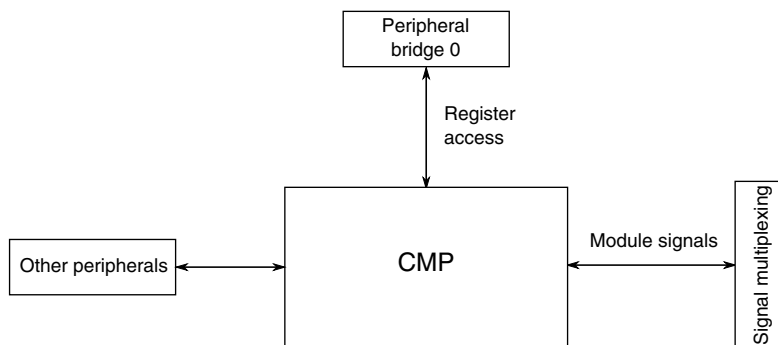 Peripheral
bridge 0
Register
access
Other peripherals
CMP
Module signals
Signal multiplexing